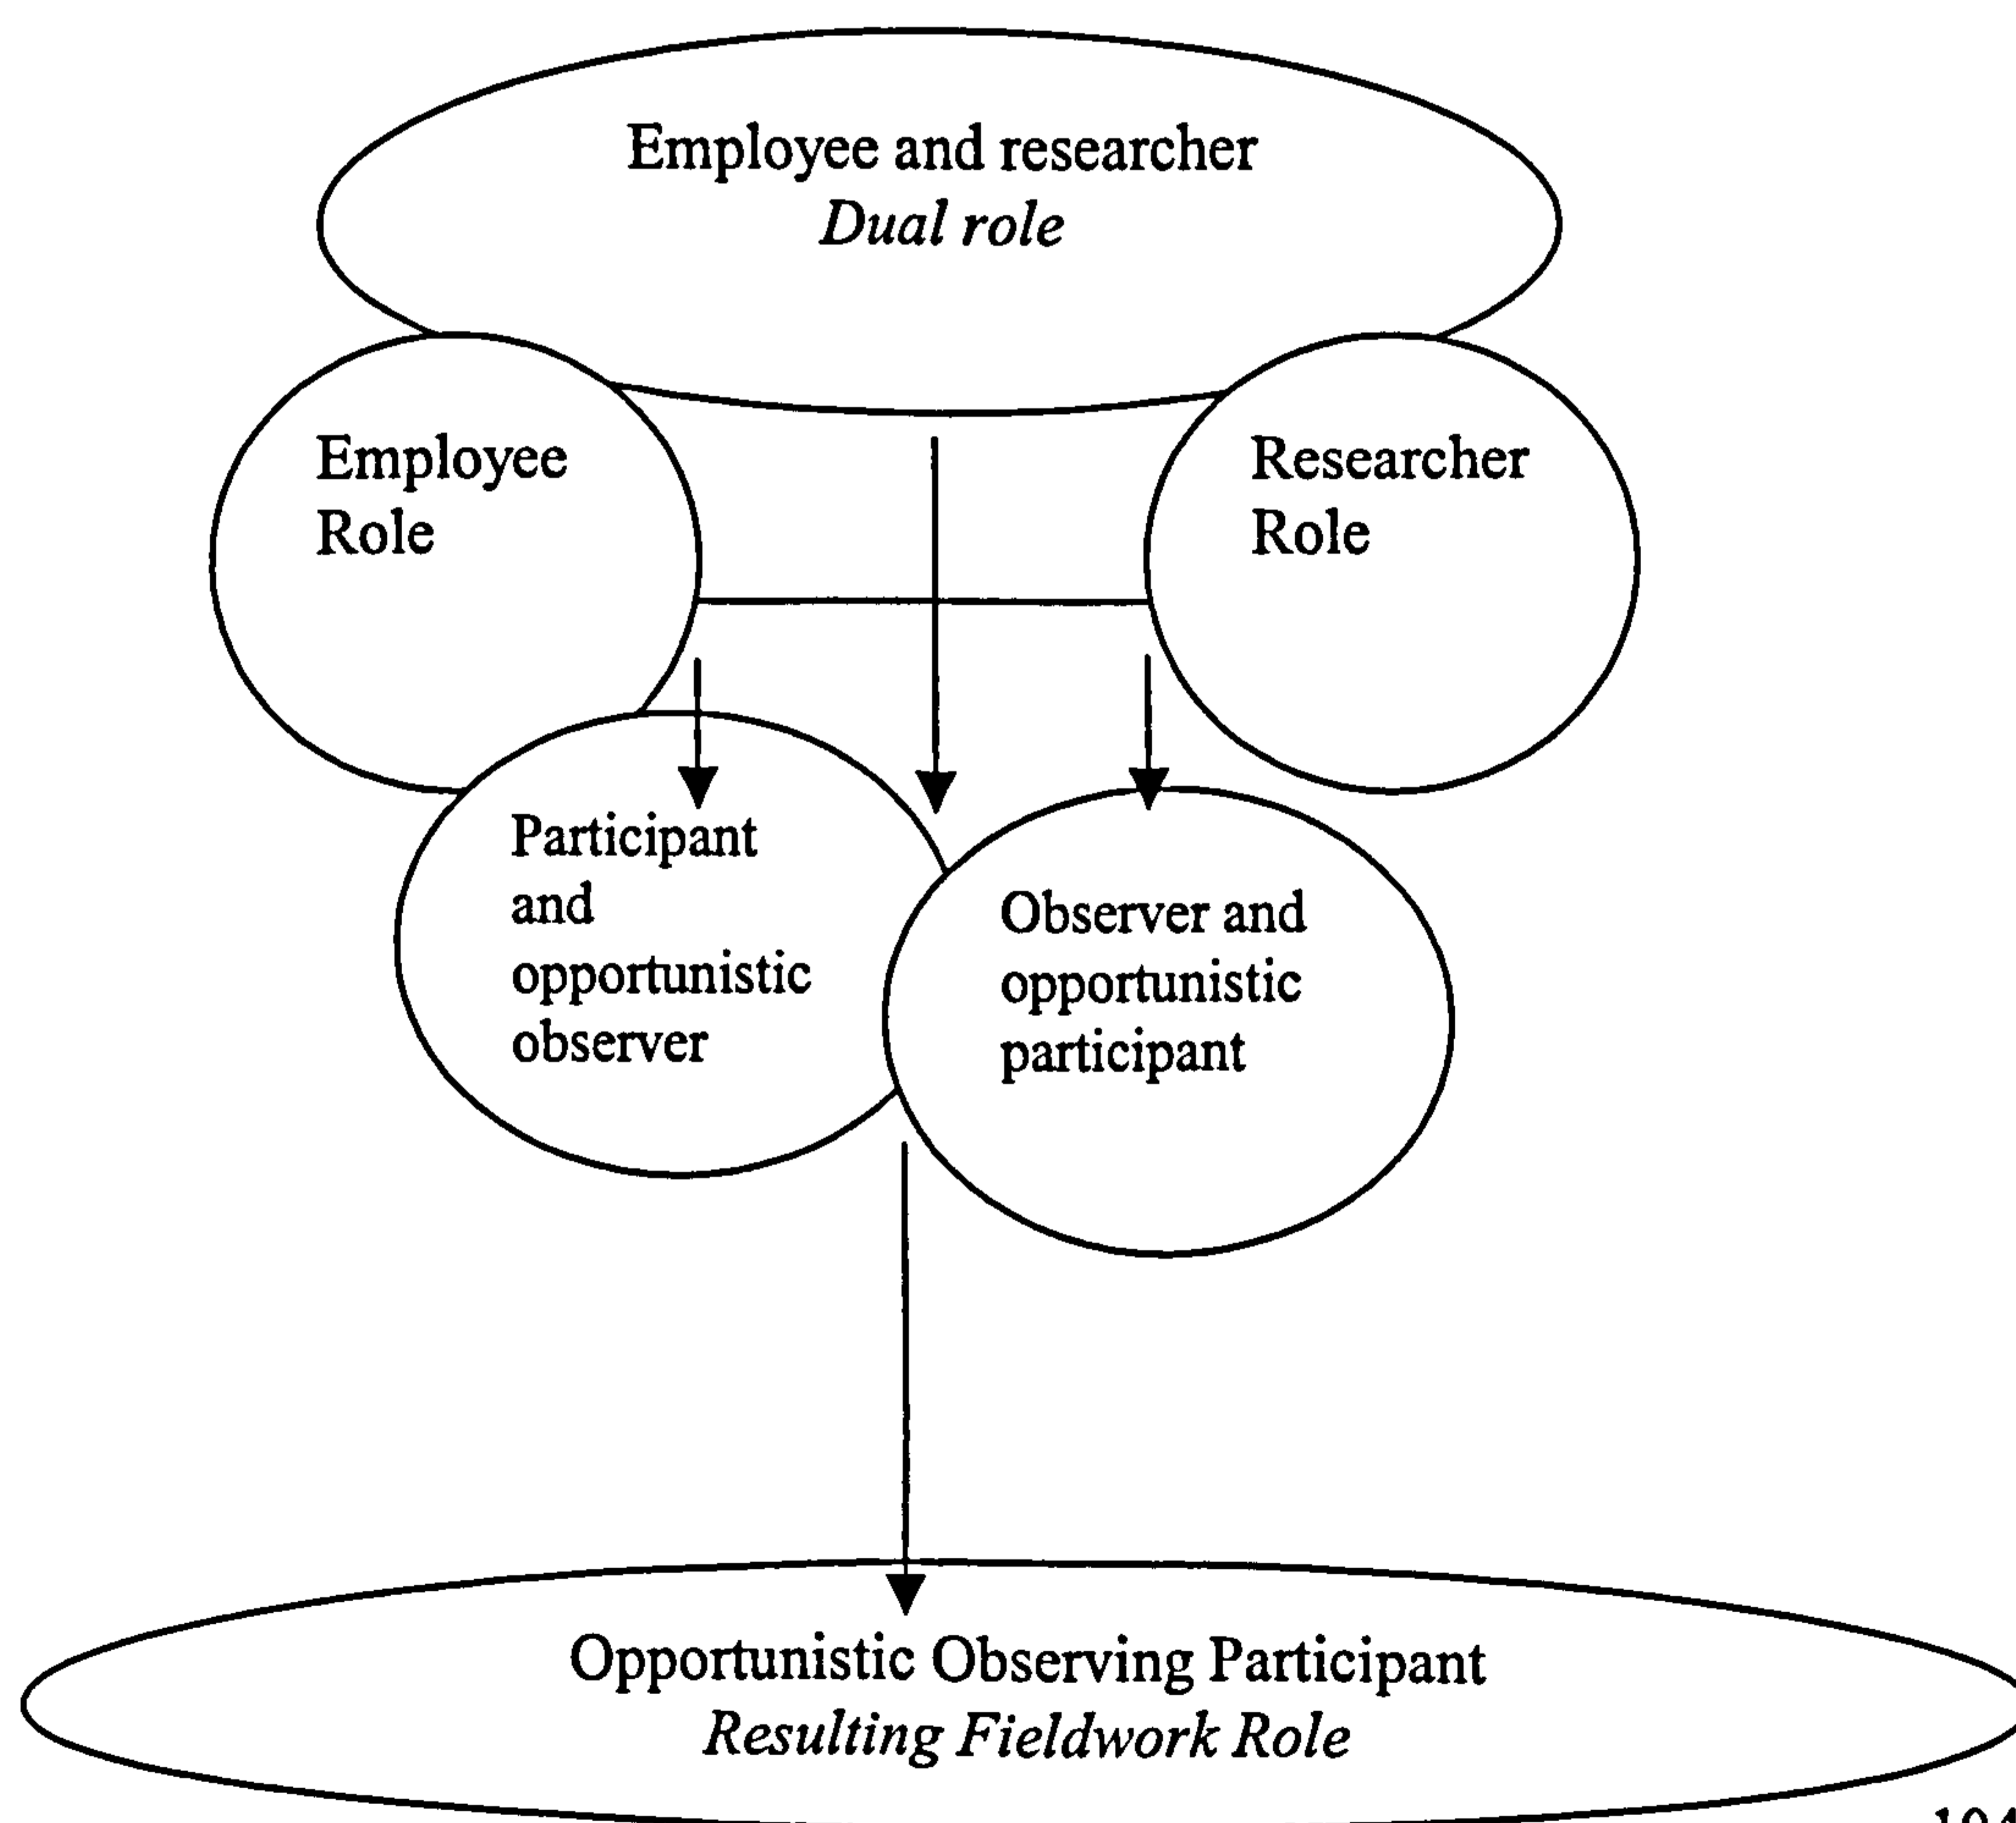 Employee and researcher
Dual role
Employee
Role
Researcher
Role
Participant
and
opportunistic
observer
Observer and
opportunistic
participant
Opportunistic Observing Participant
Resulting Fieldwork Role